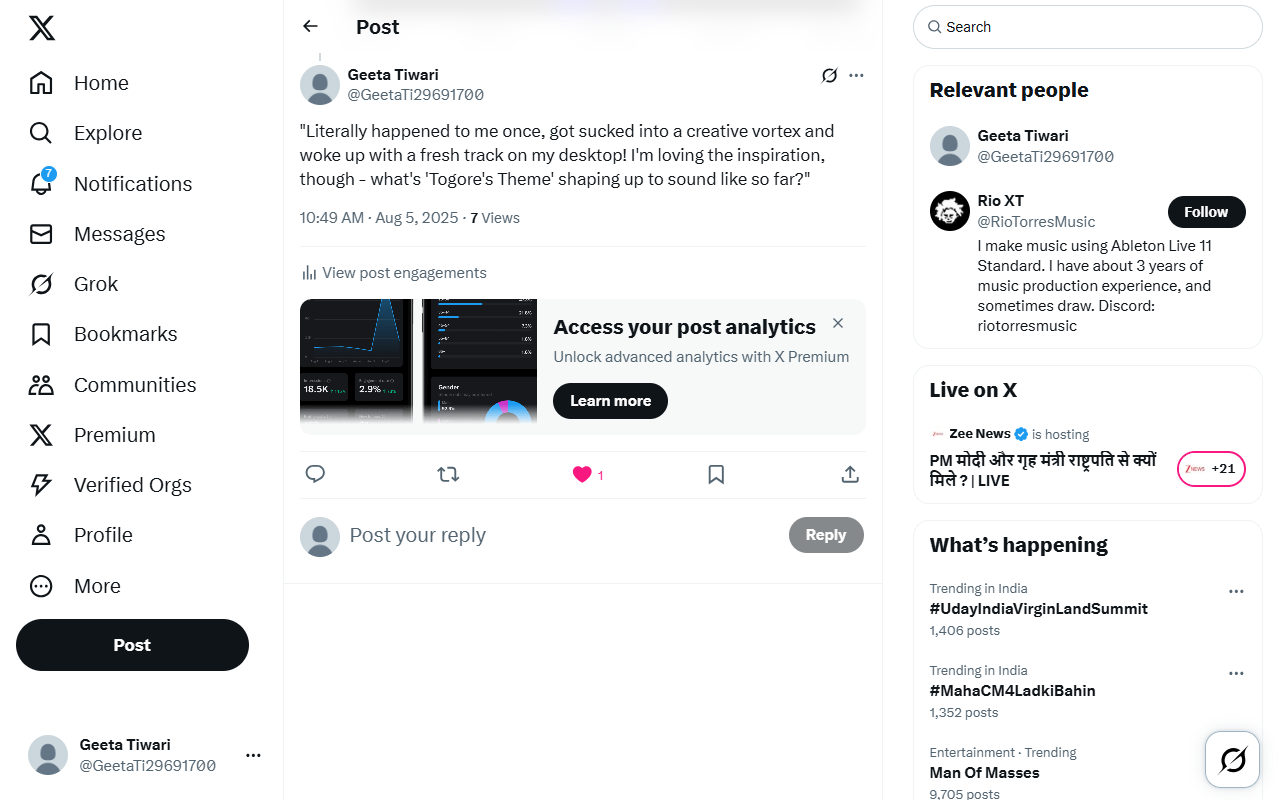 Home
Explore
7
Notifications
Messages
Grok
Bookmarks
Communities
Premium
Verified Orgs
Profile
More
Post
Geeta Tiwari
@GeetaTi29691700
Post
Geeta Tiwari
@GeetaTi29691700
"Literally happened to me once, got sucked into a creative vortex and
woke up with a fresh track on my desktop! I'm loving the inspiration,
though - what's 'Togore's Theme' shaping up to sound like so far?"
10:49 AM · Aug 5, 2025 · 7 Views
View post engagements
18.5K
2.9%
Gender
Access your post analytics
Unlock advanced analytics with X Premium
Learn more
1
Post your reply
Reply
Search
Relevant people
Geeta Tiwari
@GeetaTi29691700
Rio XT
@RioTorresMusic
Follow
I make music using Ableton Live 11
Standard. I have about 3 years of
music production experience, and
sometimes draw. Discord:
riotorresmusic
Live on X
Zee News is hosting
PM मोदी और गृह मंत्री राष्ट्रपति से क्यों
मिले ? | LIVE
+21
What's happening
Trending in India
#UdayIndiaVirginLandSummit
1,406 posts
Trending in India
#MahaCM4LadkiBahin
1,352 posts
Entertainment · Trending
Man Of Masses
9,705 posts